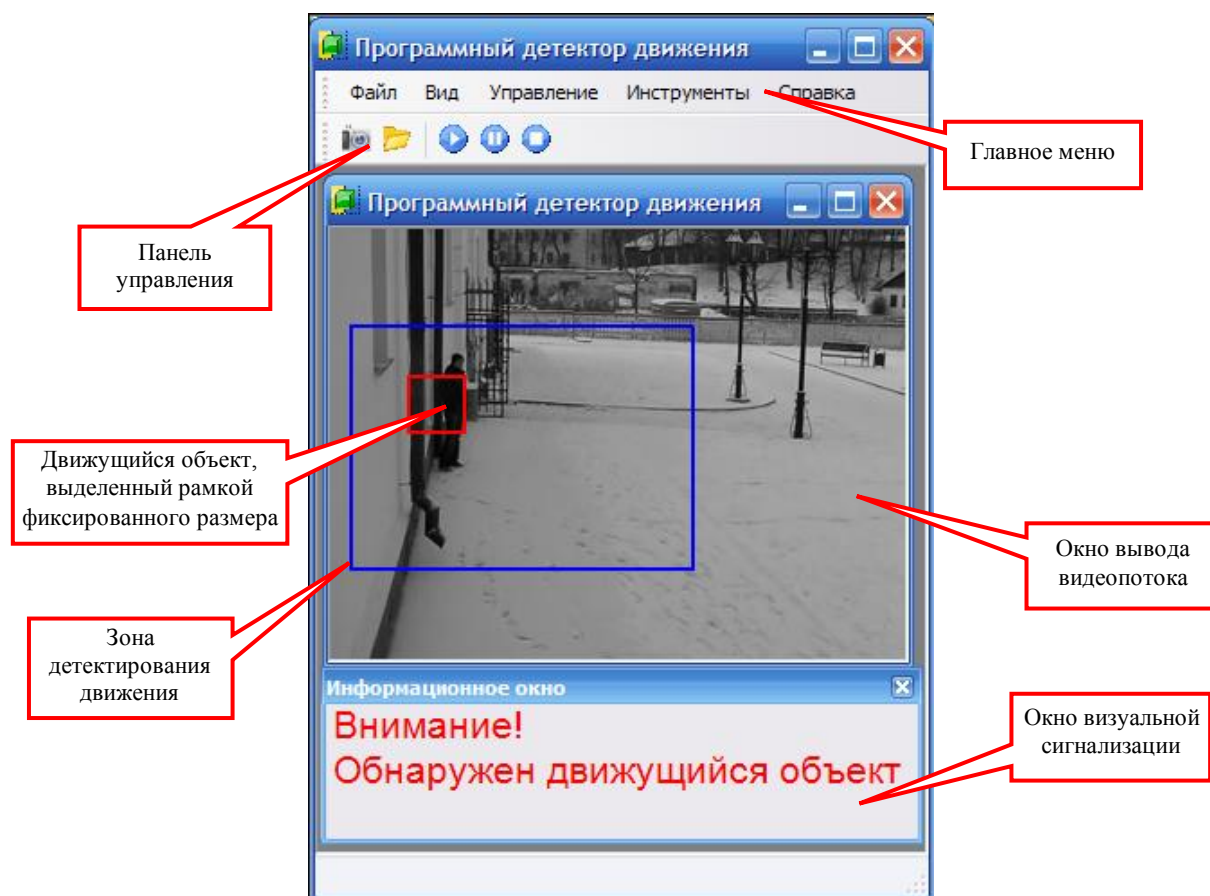 Программный детектор движения
Файл Вид Управление Инструменты Справка
Главное меню
Программный детектор движения
Панель
управления
Движущийся объект,
выделенный рамкой
фиксированного размера
Окно вывода
видеопотока
Зона
детектирования
движения
Информационное окно
Внимание!
Обнаружен движущийся объект
Окно визуальной
сигнализации